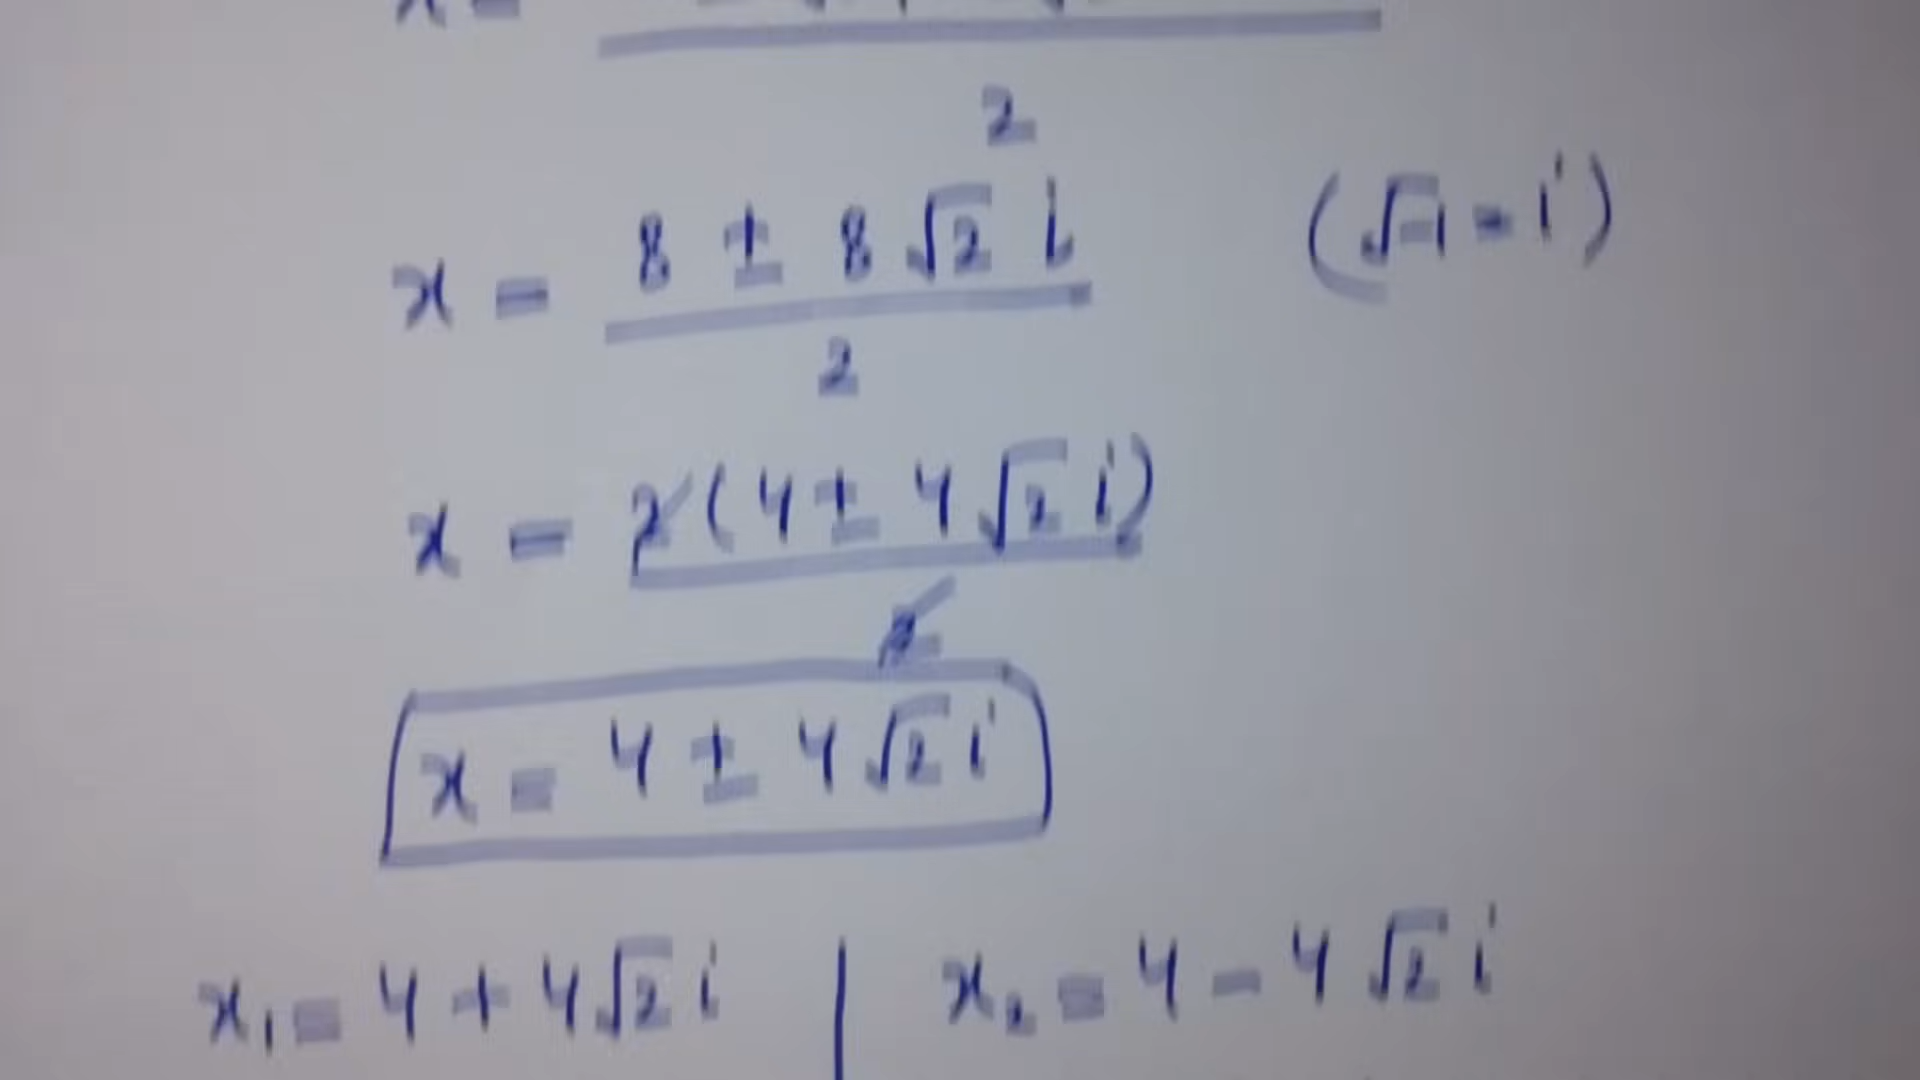 x =
2
x = 8 ± 8 √2 i / 2 (√-1 = i)
x = 2 (4 ± 4 √2 i) / 2
x = 4 ± 4 √2 i
x₁ = 4 + 4 √2 i | x₂ = 4 - 4 √2 i